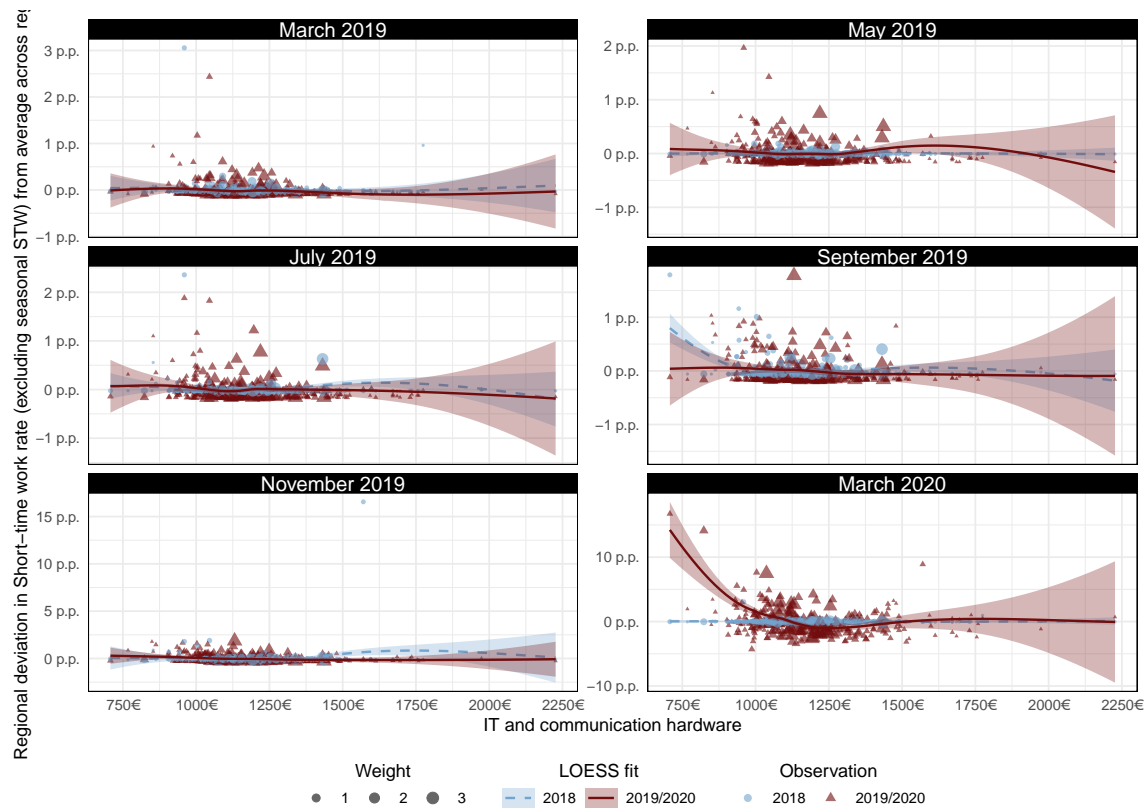 Regional deviation in Short−time work rate (excluding seasonal STW) from average across
March 2019
May 2019
3 p.p.
2 p.p.
1 p.p.
0 p.p.
−1 p.p.
2 p.p.
1 p.p.
0 p.p.
−1 p.p.
July 2019
September 2019
2 p.p.
1 p.p.
0 p.p.
−1 p.p.
1 p.p.
0 p.p.
−1 p.p.
November 2019
March 2020
15 p.p.
10 p.p.
5 p.p.
0 p.p.
10 p.p.
0 p.p.
−10 p.p.
750€ 1000€ 1250€ 1500€ 1750€ 2000€ 2250€ 750€ 1000€ 1250€ 1500€ 1750€ 2000€ 2250€
IT and communication hardware
Weight LOESS fit Observation
1 2 3 2018 2019/2020 2018 2019/2020